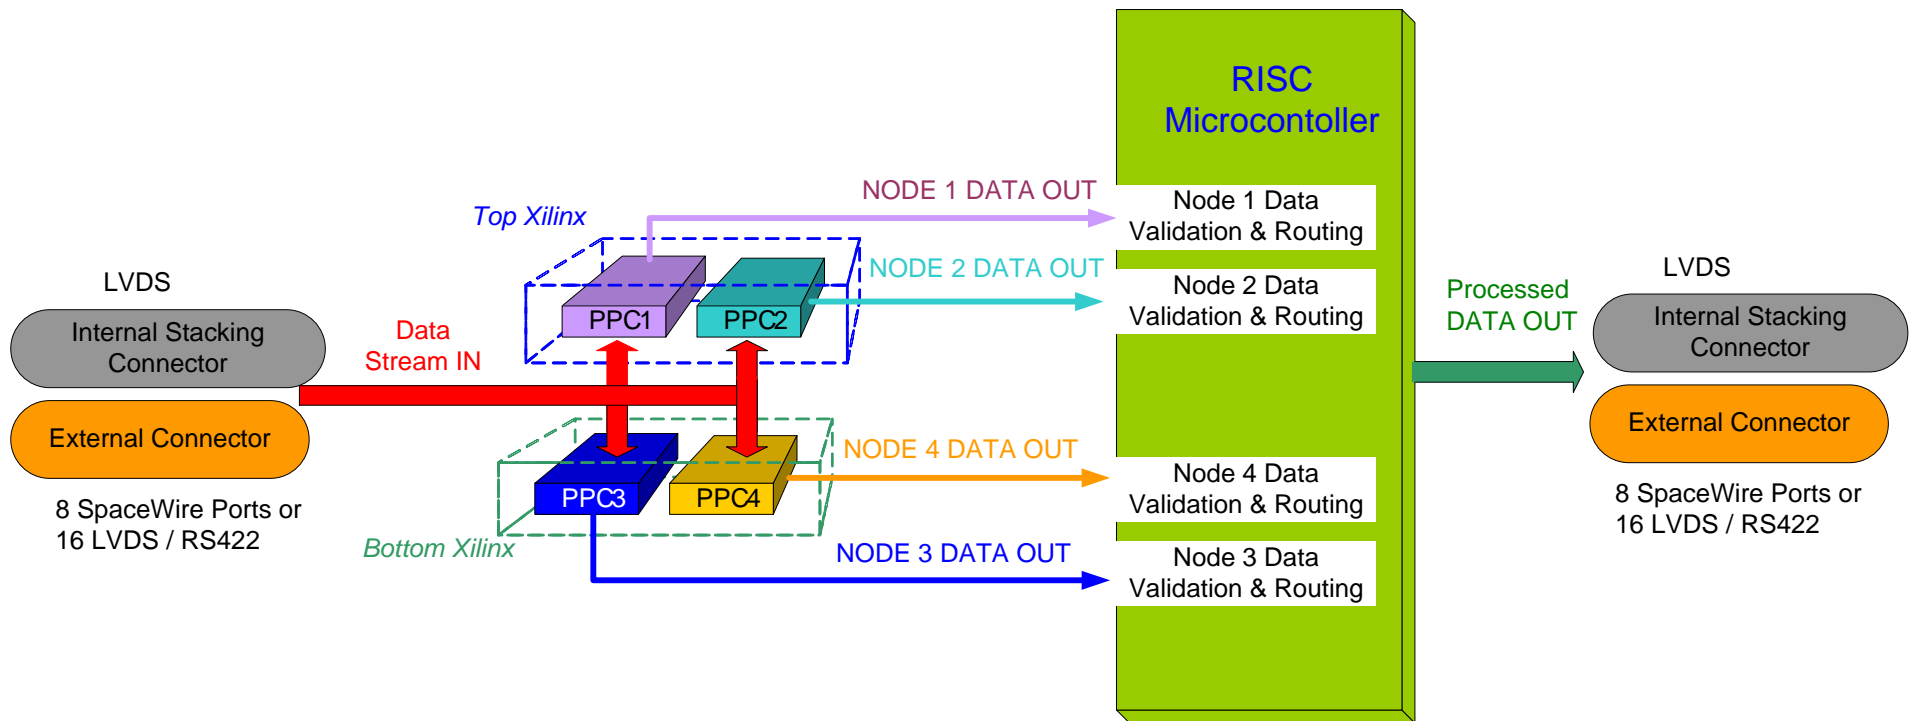 LVDS
Internal Stacking
Connector
External Connector
8 SpaceWire Ports or
16 LVDS / RS422
Data
Stream IN
Top Xilinx
PPC1
PPC2
PPC3
PPC4
Bottom Xilinx
NODE 1 DATA OUT
NODE 2 DATA OUT
NODE 4 DATA OUT
NODE 3 DATA OUT
RISC
Microcontoller
Node 1 Data
Validation & Routing
Node 2 Data
Validation & Routing
Node 4 Data
Validation & Routing
Node 3 Data
Validation & Routing
Processed
DATA OUT
LVDS
Internal Stacking
Connector
External Connector
8 SpaceWire Ports or
16 LVDS / RS422